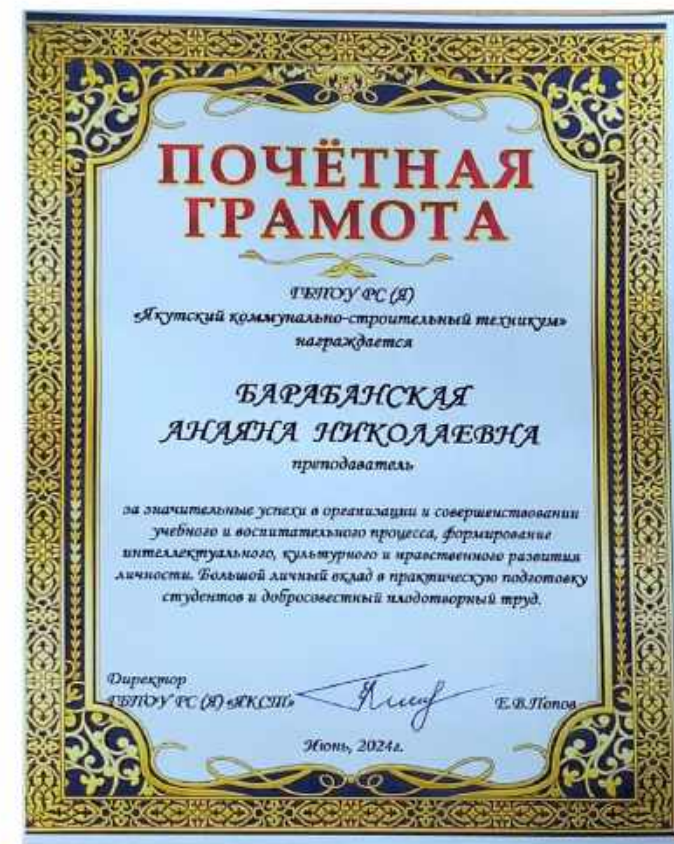 ПОЧЁТНАЯ
ГРАМОТА
ГБПОУ РС (Я)
«Якутский коммунально-строительный техникум»
награждается
БАРАБАНСКАЯ
АНАЯНА НИКОЛАЕВНА
преподаватель
за значительные успехи в организации и совершенствовании
учебного и воспитательного процесса, формирование
интеллектуального, культурного и нравственного развития
личности. Большой личный вклад в практическую подготовку
студентов и добросовестный плодотворный труд.
Директор
ГБПОУ РС (Я) «ЯКСТ» Е.В.Попов
Июнь, 2024г.